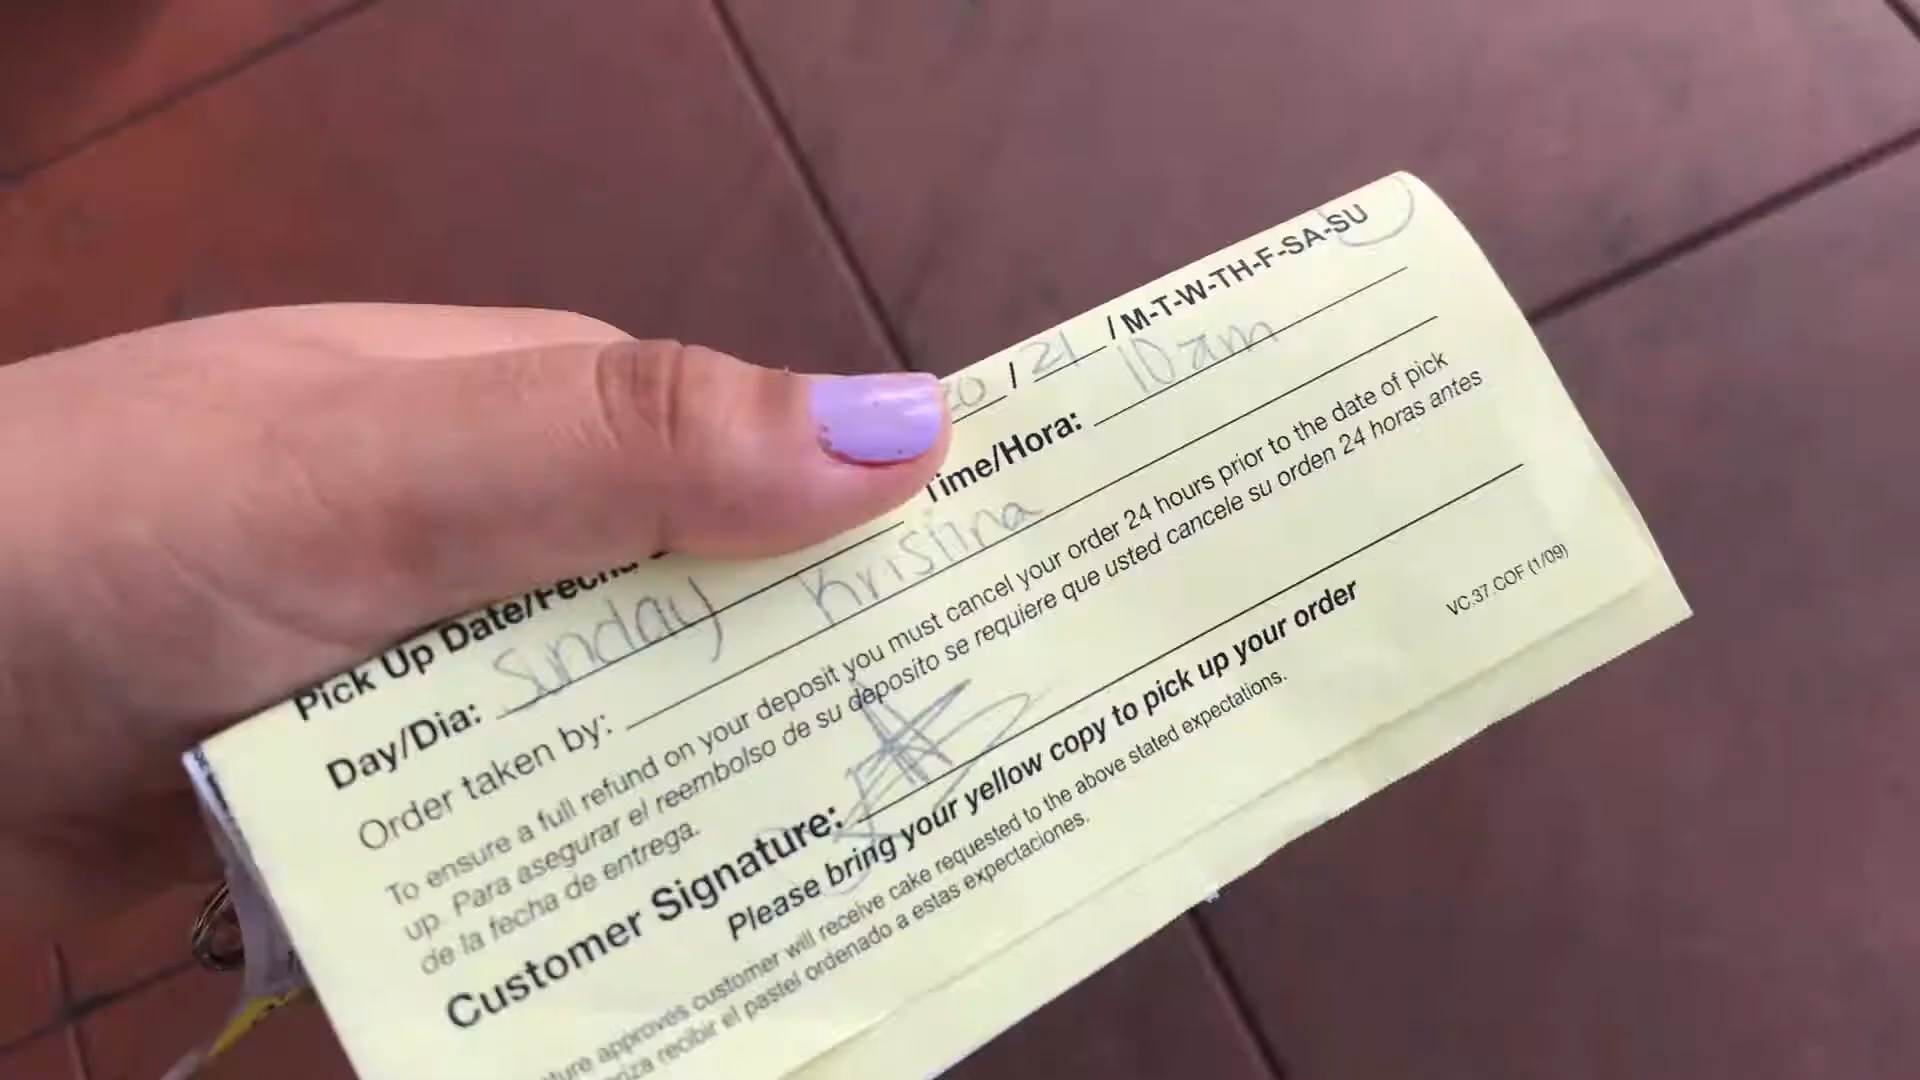 Pick Up Date/Fecha 20 / 21 / M-T-W-TH-F-SA-SU
Day/Dia: Sunday Time/Hora: 10 am
Order taken by: Kristina
To ensure a full refund on your deposit you must cancel your order 24 hours prior to the date of pick
up. Para asegurar el reembolso de su deposito se requiere que usted cancele su orden 24 horas antes
de la fecha de entrega.
Customer Signature:
Please bring your yellow copy to pick up your order
VC.37.COF (1/09)
approves customer will receive cake requested to the above stated expectations.
recibir el pastel ordenado a estas expectaciones.